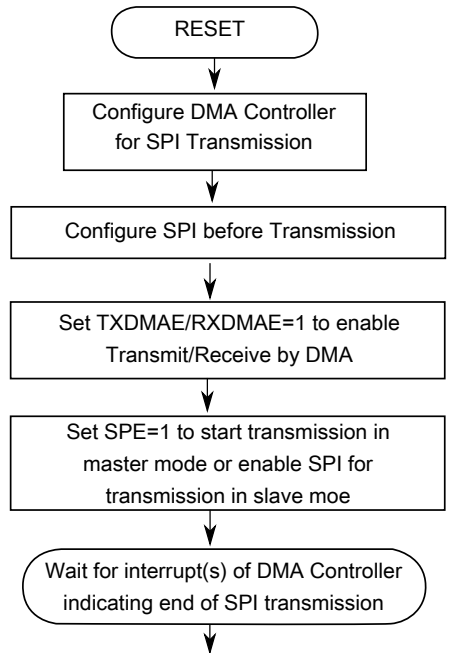 RESET
Configure DMA Controller
for SPI Transmission
Configure SPI before Transmission
Set TXDMAE/RXDMAE=1 to enable
Transmit/Receive by DMA
Set SPE=1 to start transmission in
master mode or enable SPI for
transmission in slave moe
Wait for interrupt(s) of DMA Controller
indicating end of SPI transmission